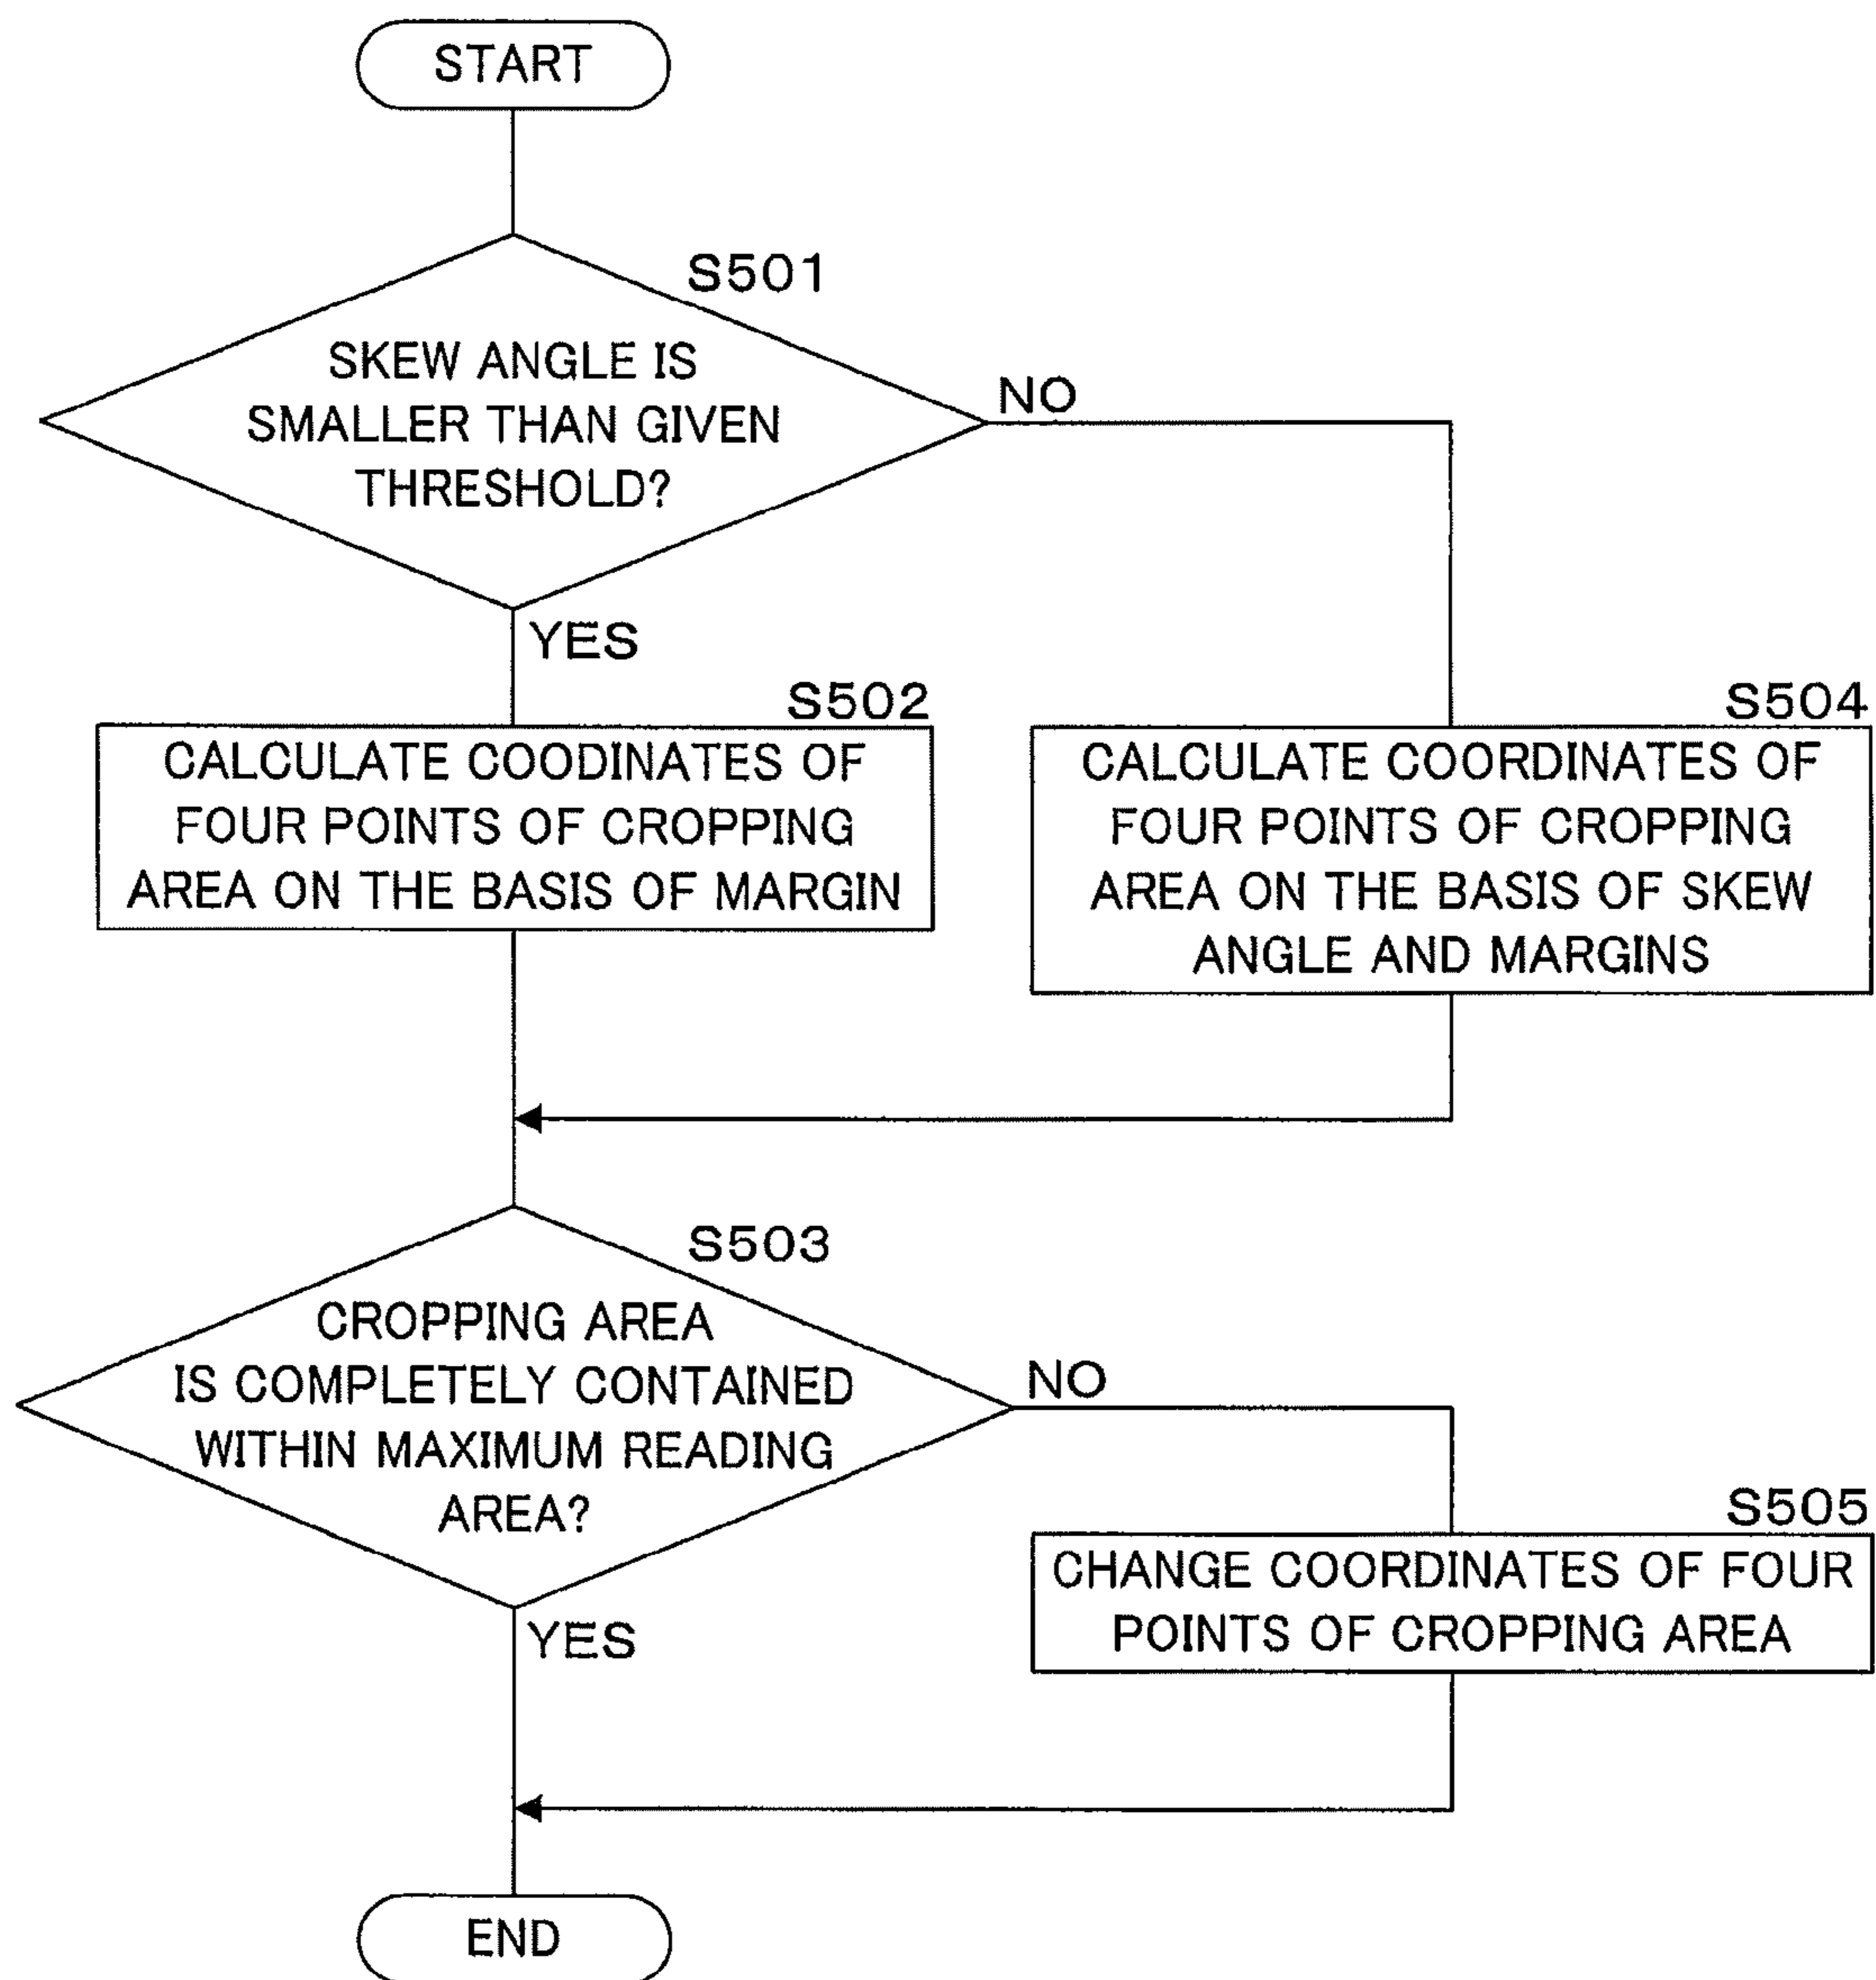 START
S501
SKEW ANGLE IS
SMALLER THAN GIVEN
THRESHOLD?
NO
YES
S502
CALCULATE COODINATES OF
FOUR POINTS OF CROPPING
AREA ON THE BASIS OF MARGIN
S504
CALCULATE COORDINATES OF
FOUR POINTS OF CROPPING
AREA ON THE BASIS OF SKEW
ANGLE AND MARGINS
S503
CROPPING AREA
IS COMPLETELY CONTAINED
WITHIN MAXIMUM READING
AREA?
NO
YES
S505
CHANGE COORDINATES OF FOUR
POINTS OF CROPPING AREA
END